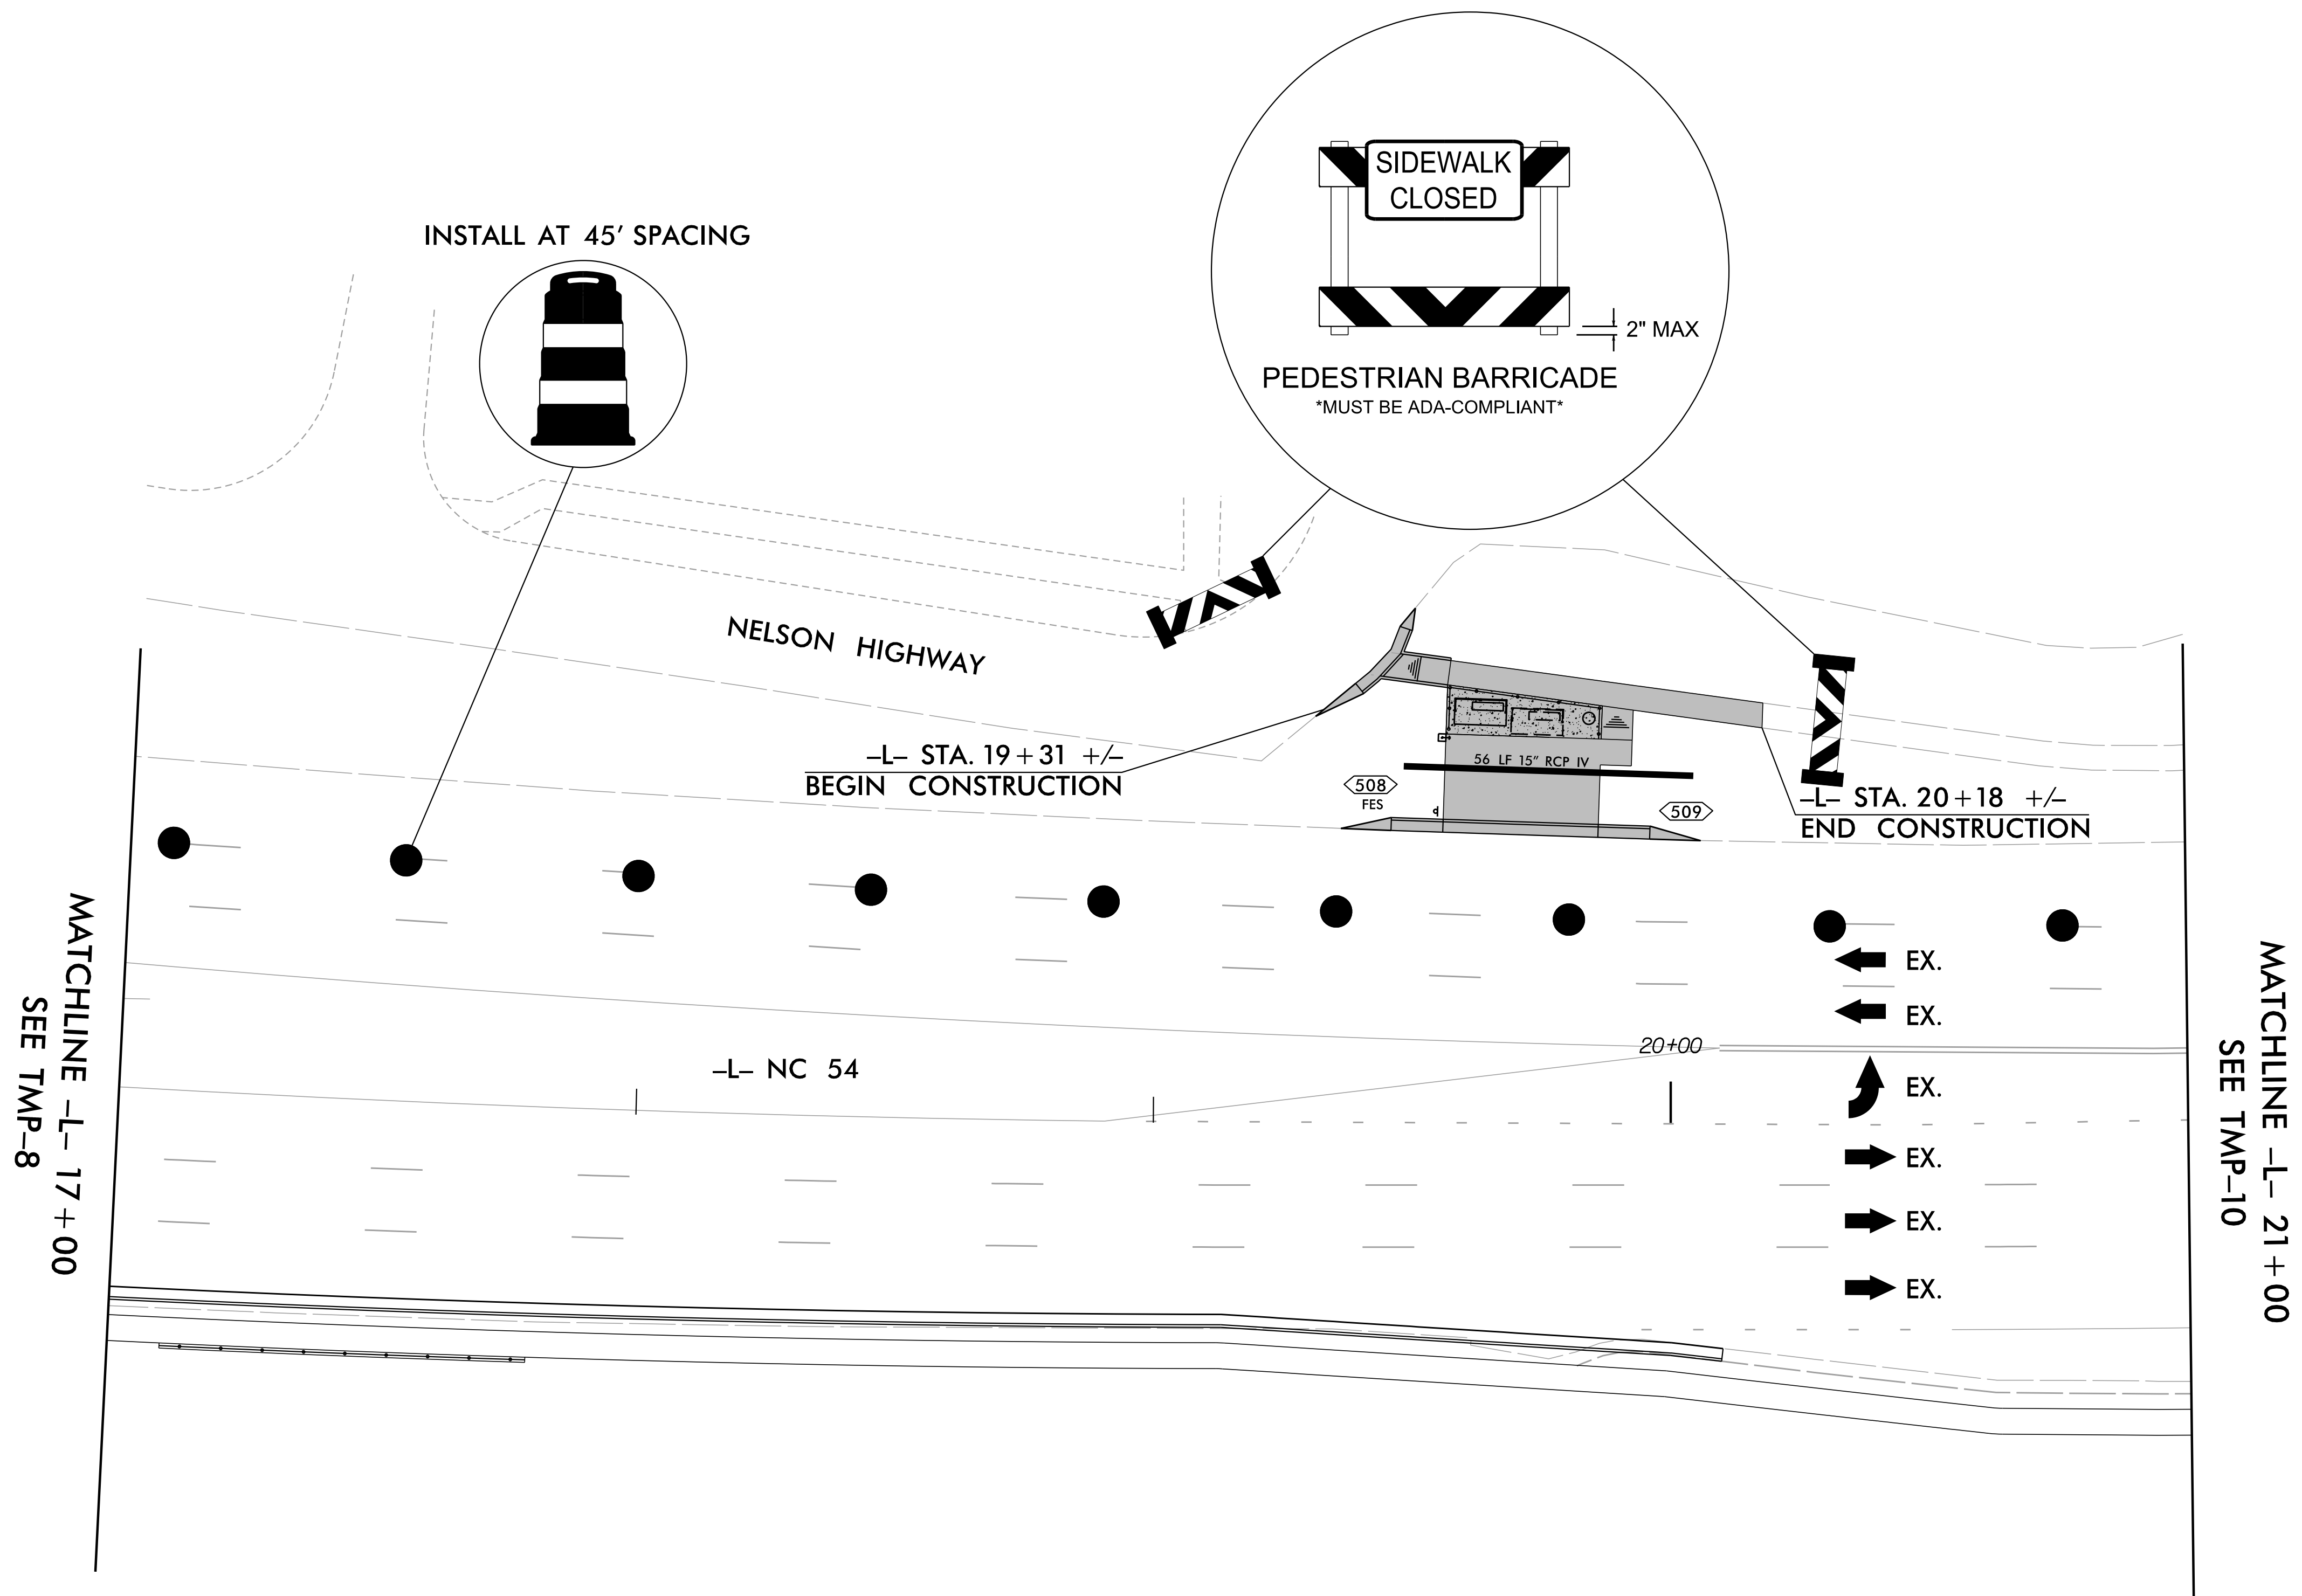 INSTALL AT 45' SPACING
SIDEWALK
CLOSED
2" MAX
PEDESTRIAN BARRICADE
*MUST BE ADA-COMPLIANT*
NELSON HIGHWAY
-L- STA. 19+31 +/-
BEGIN CONSTRUCTION
56 LF 15" RCP IV
508
FES
509
-L- STA. 20+18 +/-
END CONSTRUCTION
EX.
EX.
20+00
-L- NC 54
EX.
EX.
EX.
EX.
MATCHLINE -L- 17+00
SEE TMP-8
MATCHLINE -L- 21+00
SEE TMP-10